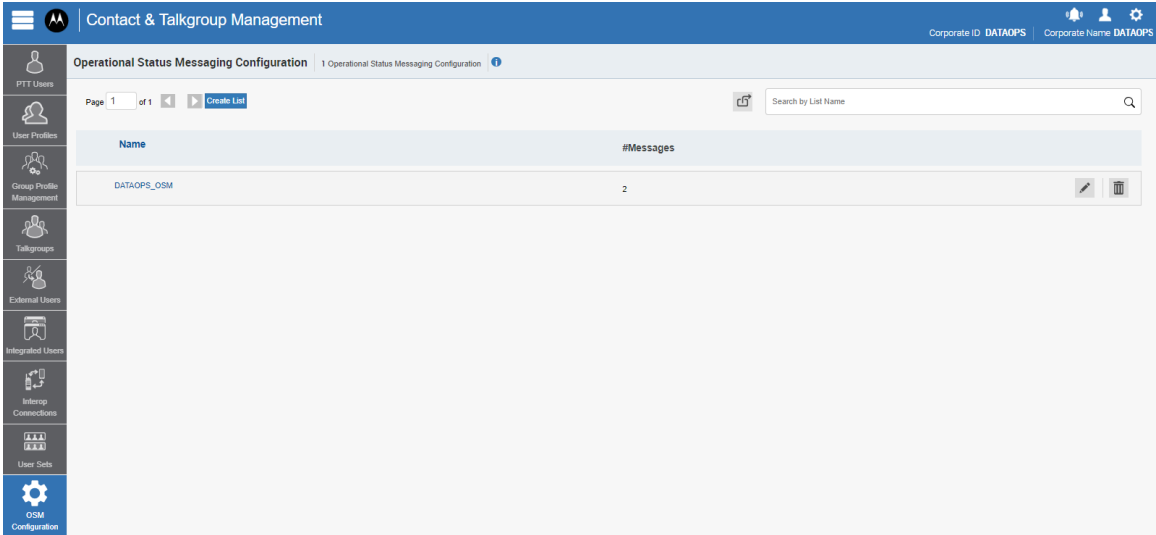 Contact & Talkgroup Management
Corporate ID DATAOPS Corporate Name DATAOPS
PTT Users
User Profiles
Group Profile
Management
Talkgroups
External Users
Integrated Users
Interop
Connections
User Sets
OSM
Configuration
Operational Status Messaging Configuration 1 Operational Status Messaging Configuration
Page 1 of 1 Create List Search by List Name
Name #Messages
DATAOPS_OSM 2